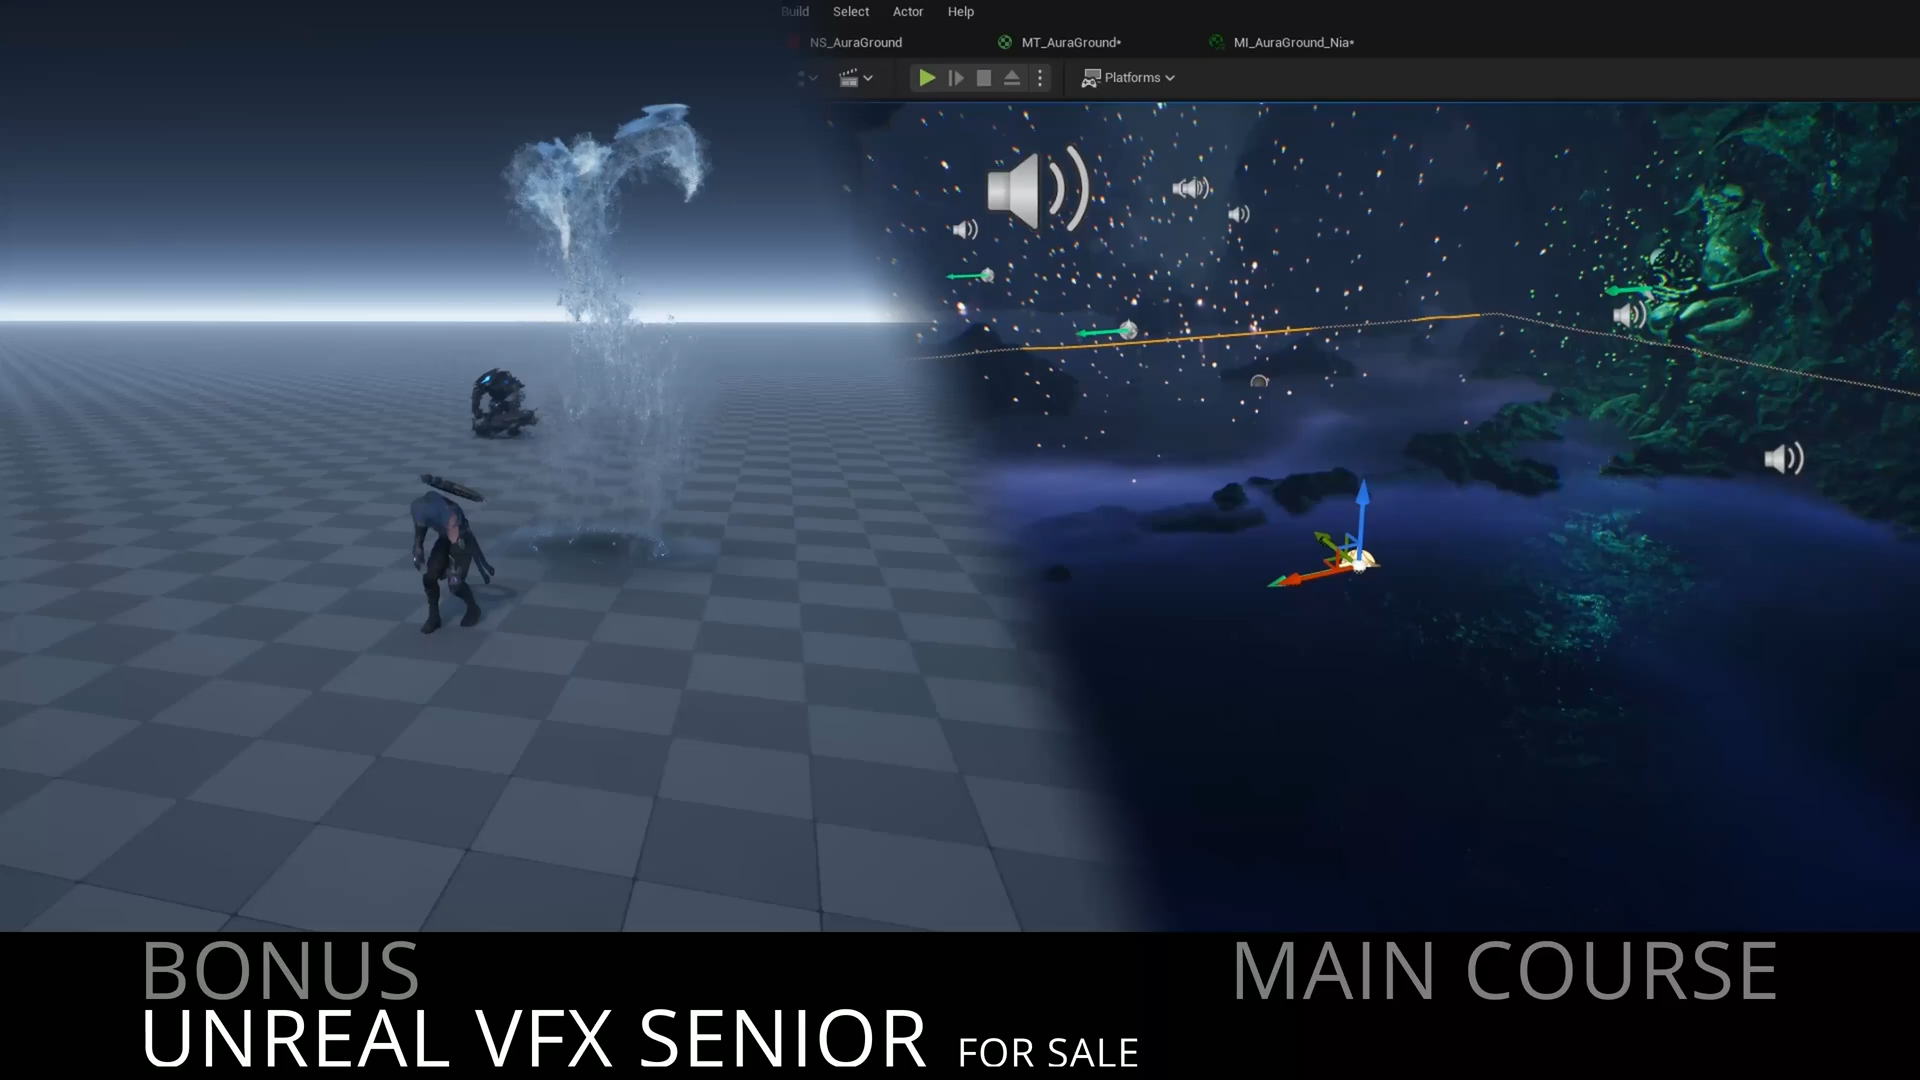 Build Select Actor Help
NS_AuraGround MT_AuraGround* MI_AuraGround_Nia*
Platforms
BONUS MAIN COURSE
UNREAL VFX SENIOR FOR SALE